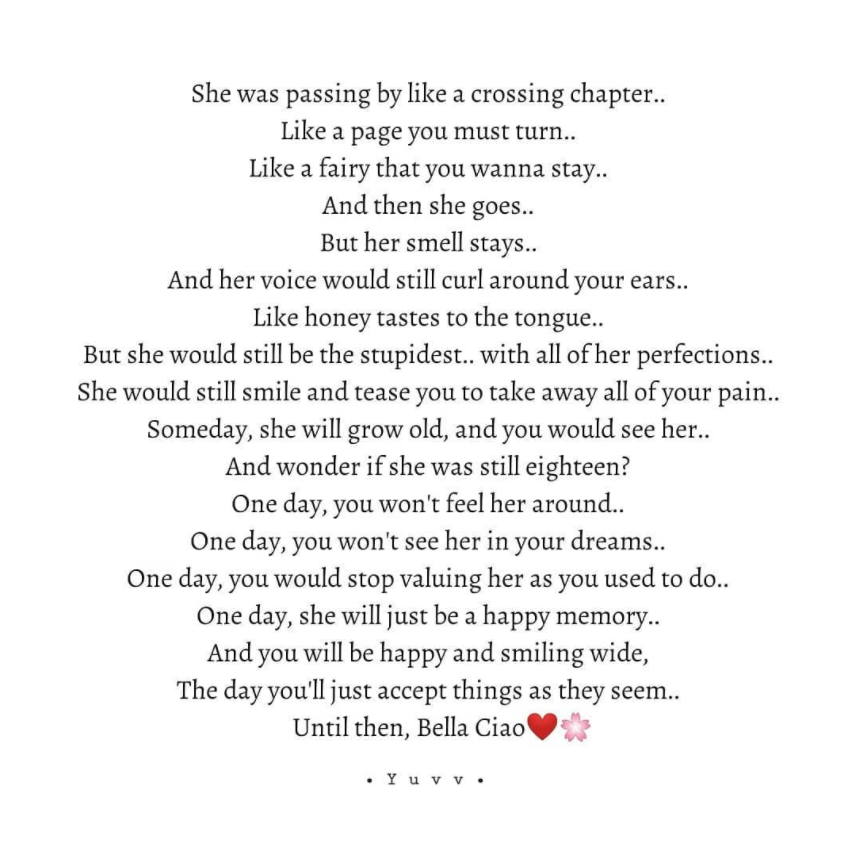 She was passing by like a crossing chapter..
Like a page you must turn..
Like a fairy that you wanna stay..
And then she goes..
But her smell stays..
And her voice would still curl around your ears..
Like honey tastes to the tongue..
But she would still be the stupidest.. with all of her perfections..
She would still smile and tease you to take away all of your pain..
Someday, she will grow old, and you would see her..
And wonder if she was still eighteen?
One day, you won't feel her around..
One day, you won't see her in your dreams..
One day, you would stop valuing her as you used to do..
One day, she will just be a happy memory..
And you will be happy and smiling wide,
The day you'll just accept things as they seem..
Until then, Bella Ciao❤️🌸
• Y u v v •